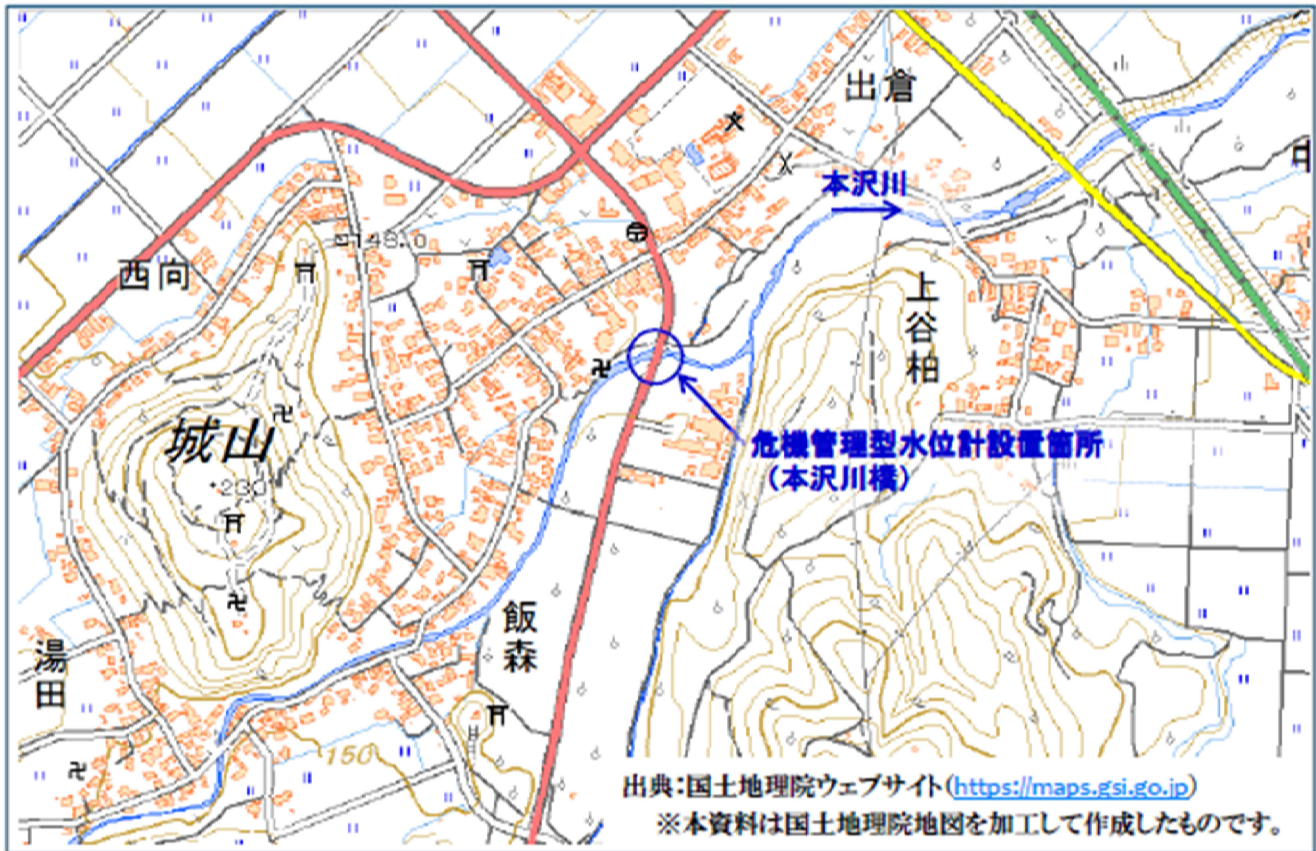 出倉
本沢川
148.0
西向
上谷柏
城山
危機管理型水位計設置箇所
（本沢川橋）
飯森
湯田
150
出典：国土地理院ウェブサイト（https://maps.gsi.go.jp）
※本資料は国土地理院地図を加工して作成したものです。